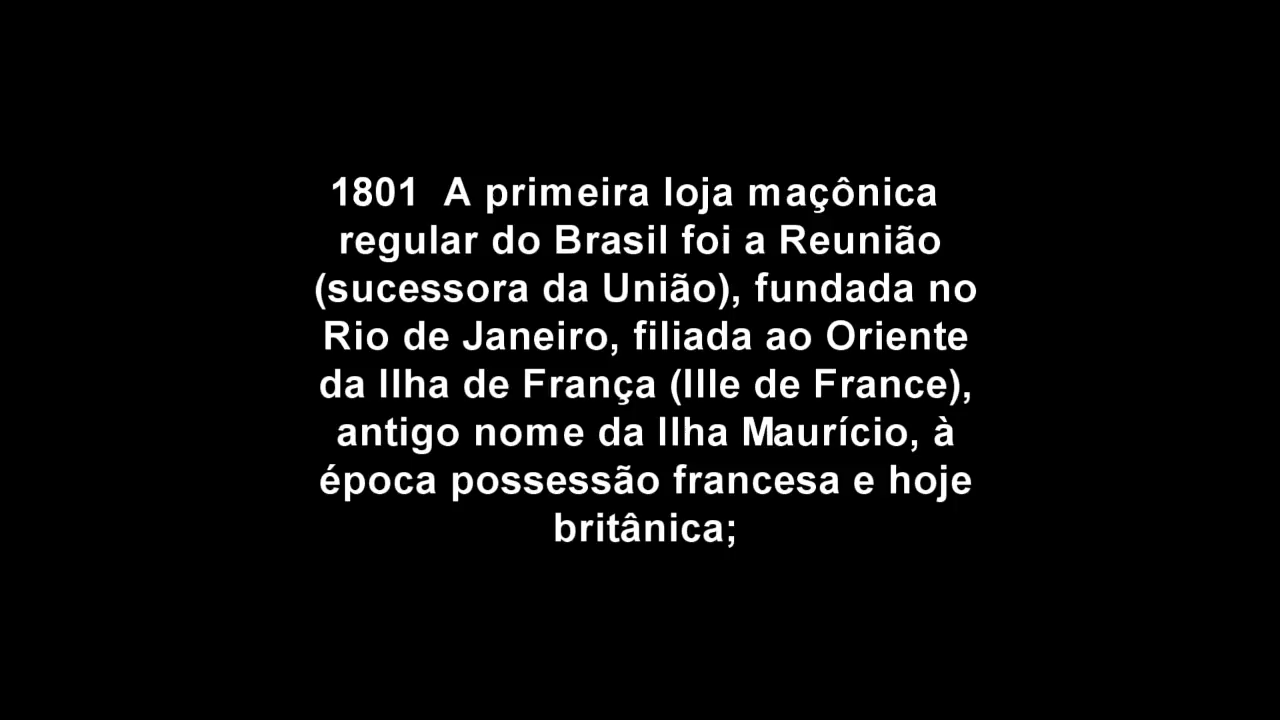 1801  A primeira loja maçônica
regular do Brasil foi a Reunião
(sucessora da União), fundada no
Rio de Janeiro, filiada ao Oriente
da Ilha de França (Ille de France),
antigo nome da Ilha Maurício, à
época possessão francesa e hoje
britânica;